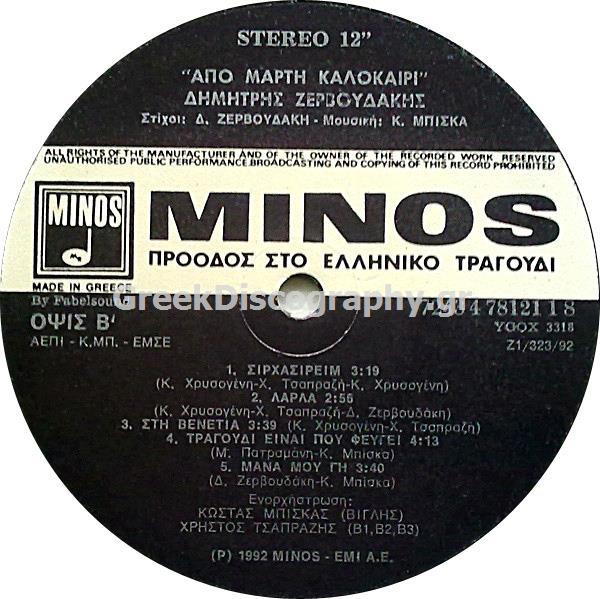 STEREO 12"
"ΑΠΟ ΜΑΡΤΗ ΚΑΛΟΚΑΙΡΙ"
ΔΗΜΗΤΡΗΣ ΖΕΡΒΟΥΔΑΚΗΣ
Στίχοι: Δ. ΖΕΡΒΟΥΔΑΚΗ - Μουσική: Κ. ΜΠΙΣΚΑ
ALL RIGHTS OF THE MANUFACTURER AND OF THE OWNER OF THE RECORDED WORK RESERVED
UNAUTHORISED PUBLIC PERFORMANCE BROADCASTING AND COPYING OF THIS RECORD PROHIBITED
MINOS
MINOS
ΠΡΟΟΔΟΣ ΣΤΟ ΕΛΛΗΝΙΚΟ ΤΡΑΓΟΥΔΙ
MADE IN GREECE
By Fabelsound
GreekDiscography.gr
ΟΨΙΣ Β'
YGOX 3318
ΑΕΠΙ - Κ.ΜΠ. - ΕΜΣΕ
Z1/323/92
1. ΣΙΡΧΑΣΙΡΕΙΜ 3:19
(Κ. Χρυσογένη-Χ. Τσαπραζή-Κ. Χρυσογένη)
2. ΛΑΡΛΑ 2:56
(Κ. Χρυσογένη-Χ. Τσαπραζή-Δ. Ζερβουδάκη)
3. ΣΤΗ ΒΕΝΕΤΙΑ 3:39 (Κ. Χρυσογένη-Χ. Τσαπραζή)
4. ΤΡΑΓΟΥΔΙ ΕΙΝΑΙ ΠΟΥ ΦΕΥΓΕΙ 4:13
(Μ. Πατραμάνη-Κ. Μπίσκα)
5. ΜΑΝΑ ΜΟΥ ΓΗ 3:40
(Δ. Ζερβουδάκη-Κ. Μπίσκα)
Ενορχήστρωση:
ΚΩΣΤΑΣ ΜΠΙΣΚΑΣ (ΒΙΓΛΗΣ)
ΧΡΗΣΤΟΣ ΤΣΑΠΡΑΖΗΣ (Β1,Β2,Β3)
(P) 1992 MINOS - EMI A.E.